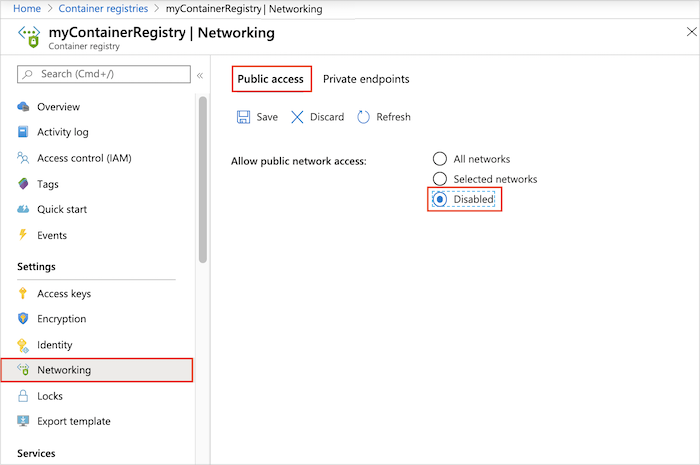 Home > Container registries > myContainerRegistry | Networking
myContainerRegistry | Networking
Container registry
Search (Cmd+/)
«
Overview
Activity log
Access control (IAM)
Tags
Quick start
Events
Settings
Access keys
Encryption
Identity
Networking
Locks
Export template
Services
Public access Private endpoints
Save Discard Refresh
Allow public network access:
All networks
Selected networks
Disabled